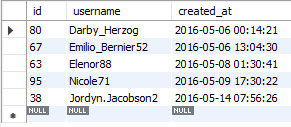 id username created_at
80 Darby_Herzog 2016-05-06 00:14:21
67 Emilio_Bernier52 2016-05-06 13:04:30
63 Elenor88 2016-05-08 01:30:41
95 Nicole71 2016-05-09 17:30:22
38 Jordyn.Jacobson2 2016-05-14 07:56:26
NULL NULL NULL